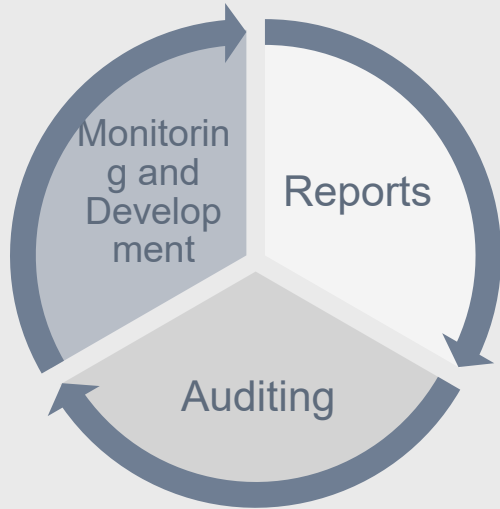 Monitorin
g and
Develop
ment
Reports
Auditing